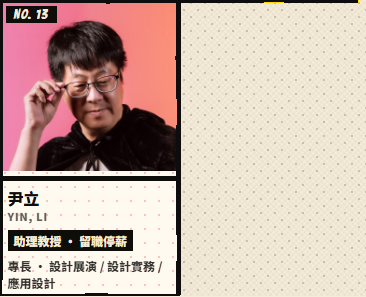 NO. 13
尹立
YIN, LI
助理教授 · 留職停薪
專長 · 設計展演 / 設計實務 /
應用設計